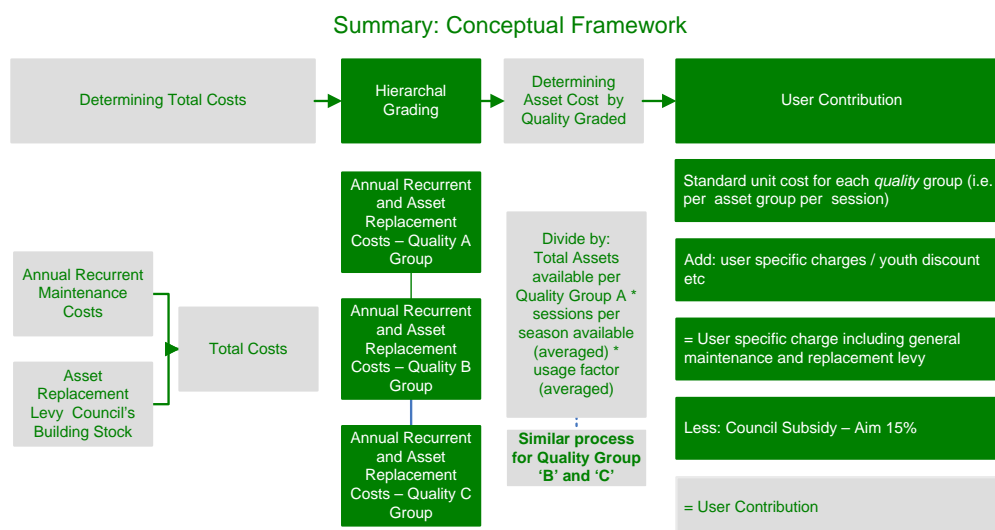 Summary: Conceptual Framework
Determining Total Costs
Hierarchal
Grading
Determining
Asset Cost by
Quality Graded
User Contribution
Annual Recurrent
Maintenance
Costs
Asset
Replacement
Levy Council's
Building Stock
Total Costs
Annual Recurrent
and Asset
Replacement
Costs – Quality A
Group
Annual Recurrent
and Asset
Replacement
Costs – Quality B
Group
Annual Recurrent
and Asset
Replacement
Costs – Quality C
Group
Divide by:
Total Assets
available per
Quality Group A *
sessions per
season available
(averaged) *
usage factor
(averaged)
Similar process
for Quality Group
‘B’ and ‘C’
Standard unit cost for each quality group (i.e.
per asset group per session)
Add: user specific charges / youth discount
etc
= User specific charge including general
maintenance and replacement levy
Less: Council Subsidy – Aim 15%
= User Contribution